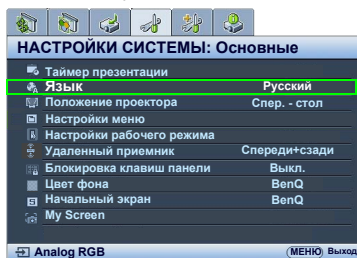 НАСТРОЙКИ СИСТЕМЫ: Основные
Таймер презентации
Язык Русский
Положение проектора Спер. - стол
Настройки меню
Настройки рабочего режима
Удаленный приемник Спереди+сзади
Блокировка клавиш панели Выкл.
Цвет фона BenQ
Начальный экран BenQ
My Screen
Analog RGB МЕНЮ Выход